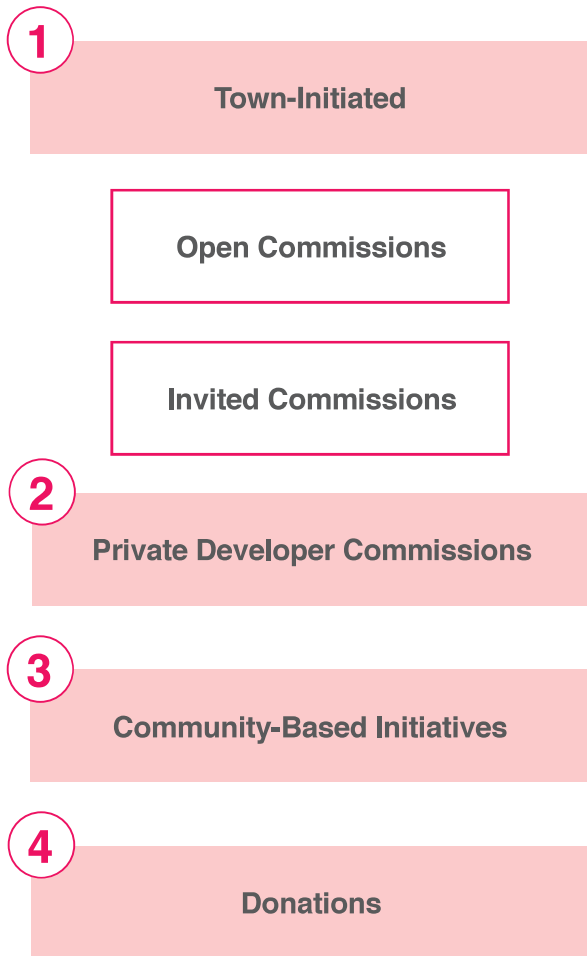 1
Town-Initiated
Open Commissions
Invited Commissions
2
Private Developer Commissions
3
Community-Based Initiatives
4
Donations